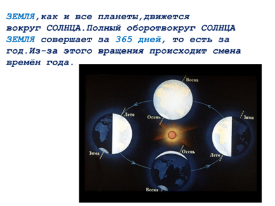 ЗЕМЛЯ,как и все планеты,движется
вокруг СОЛНЦА.Полный оборотвокруг СОЛНЦА
ЗЕМЛЯ совершает за 365 дней, то есть за
год.Из-за этого вращения происходит смена
времён года.
Весна
Лето
Осень
Зима
Зима
Осень
Лето
Весна